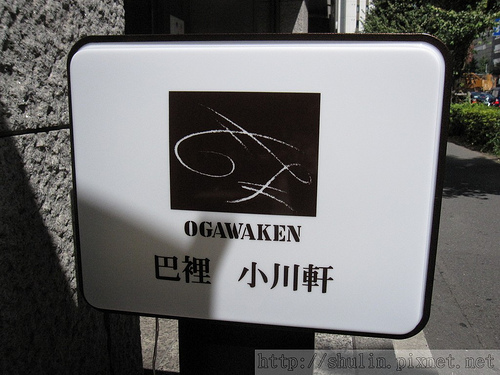 OGAWAKEN
巴裡 小川軒
http://shulin.pixnet.net